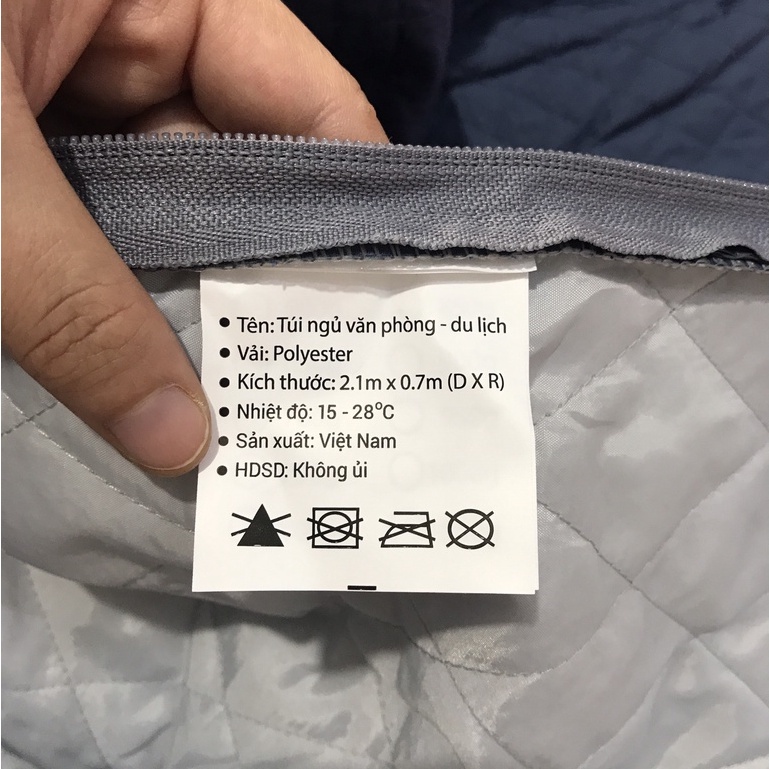 • Tên: Túi ngủ văn phòng - du lịch
• Vải: Polyester
• Kích thước: 2.1m x 0.7m (D X R)
• Nhiệt độ: 15 - 28°C
• Sản xuất: Việt Nam
• HDSD: Không ủi